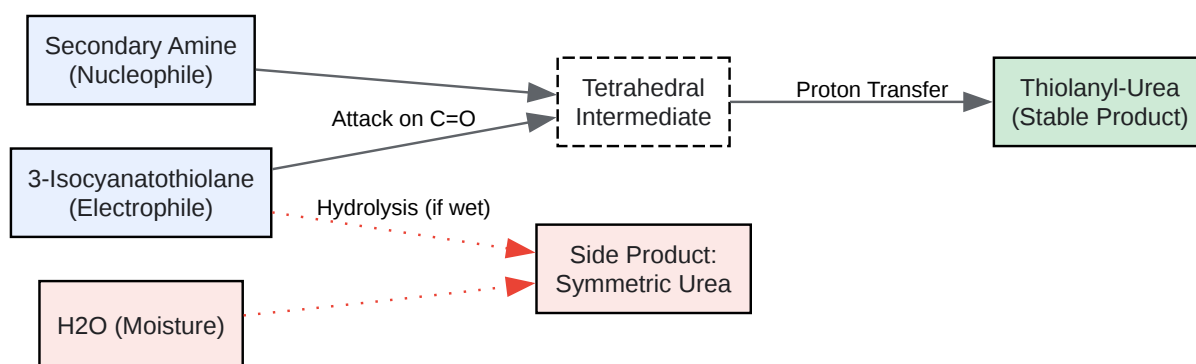 Secondary Amine
(Nucleophile)
Attack on C=O
3-Isocyanatothiolane
(Electrophile)
Hydrolysis (if wet)
H2O (Moisture)
Tetrahedral
Intermediate
Proton Transfer
Thiolanyl-Urea
(Stable Product)
Side Product:
Symmetric Urea